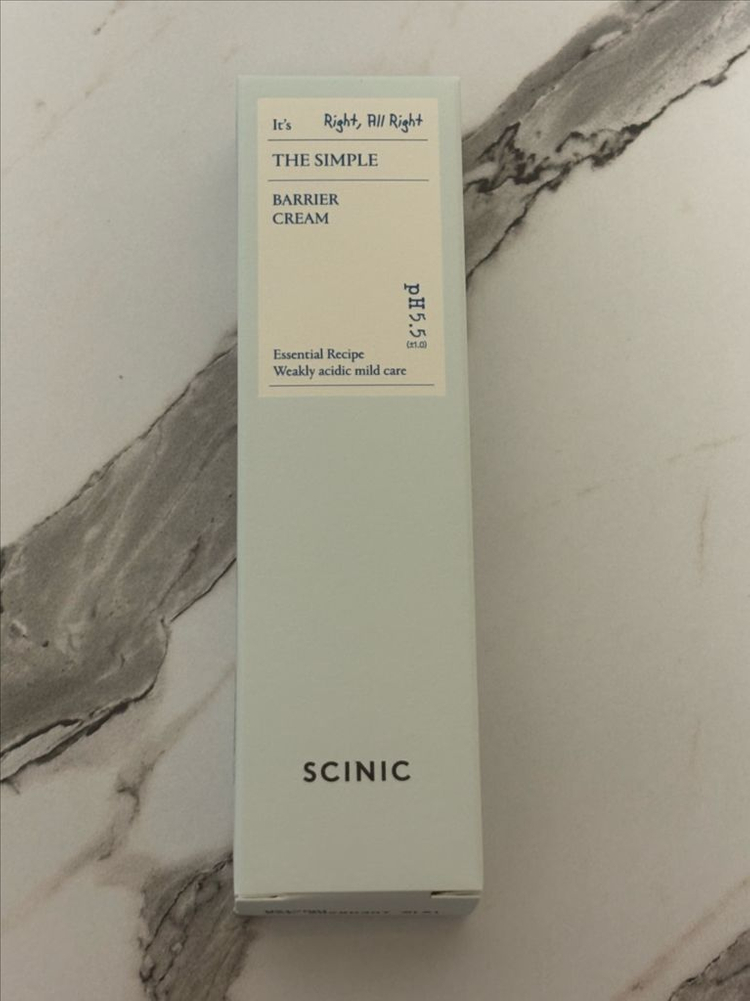 It's Right, All Right
THE SIMPLE
BARRIER
CREAM
pH5.5
(±1.0)
Essential Recipe
Weakly acidic mild care
SCINIC